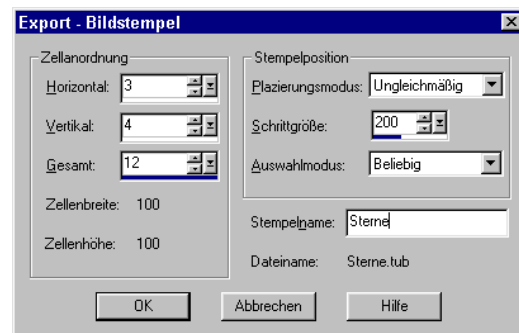 Export - Bildstempel
Zellanordnung
Horizontal: 3
Vertikal: 4
Gesamt: 12
Zellenbreite: 100
Zellenhöhe: 100
Stempelposition
Plazierungsmodus: Ungleichmäßig
Schrittgröße: 200
Auswahlmodus: Beliebig
Stempelname: Sterne
Dateiname: Sterne.tub
OK
Abbrechen
Hilfe